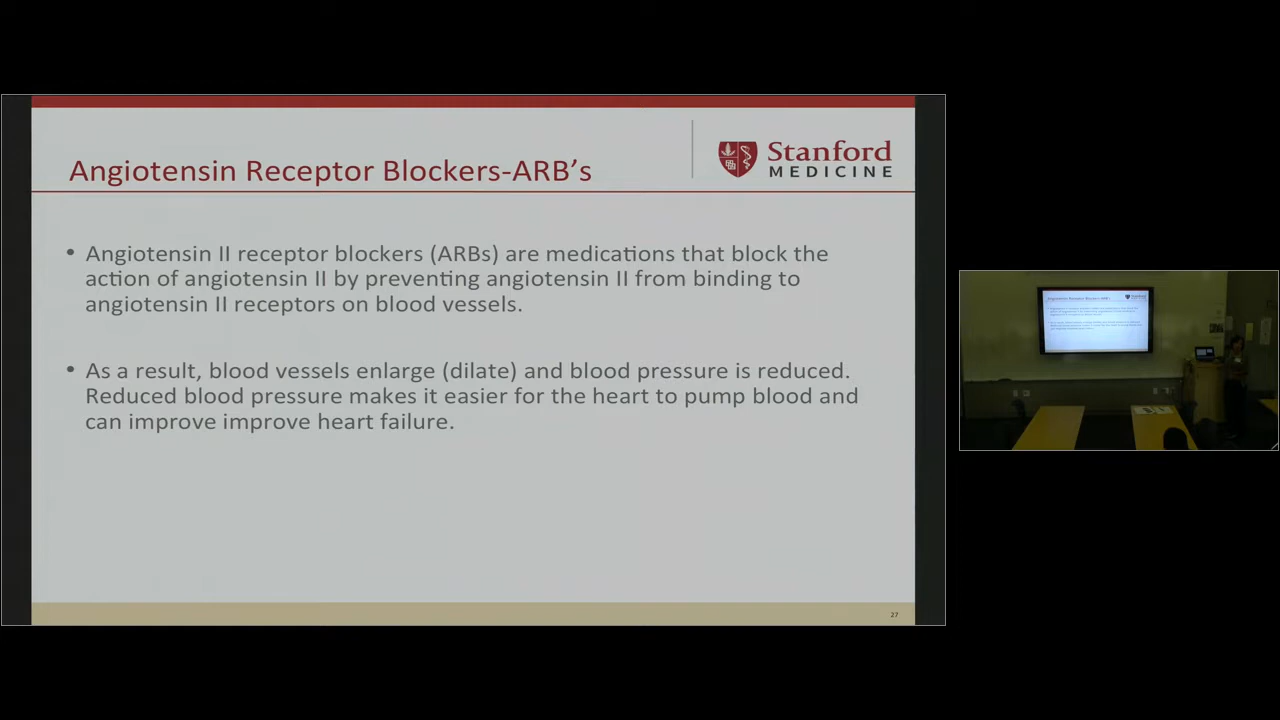 Angiotensin Receptor Blockers-ARB's
Stanford
MEDICINE
• Angiotensin II receptor blockers (ARBs) are medications that block the
action of angiotensin II by preventing angiotensin II from binding to
angiotensin II receptors on blood vessels.
• As a result, blood vessels enlarge (dilate) and blood pressure is reduced.
Reduced blood pressure makes it easier for the heart to pump blood and
can improve improve heart failure.
27